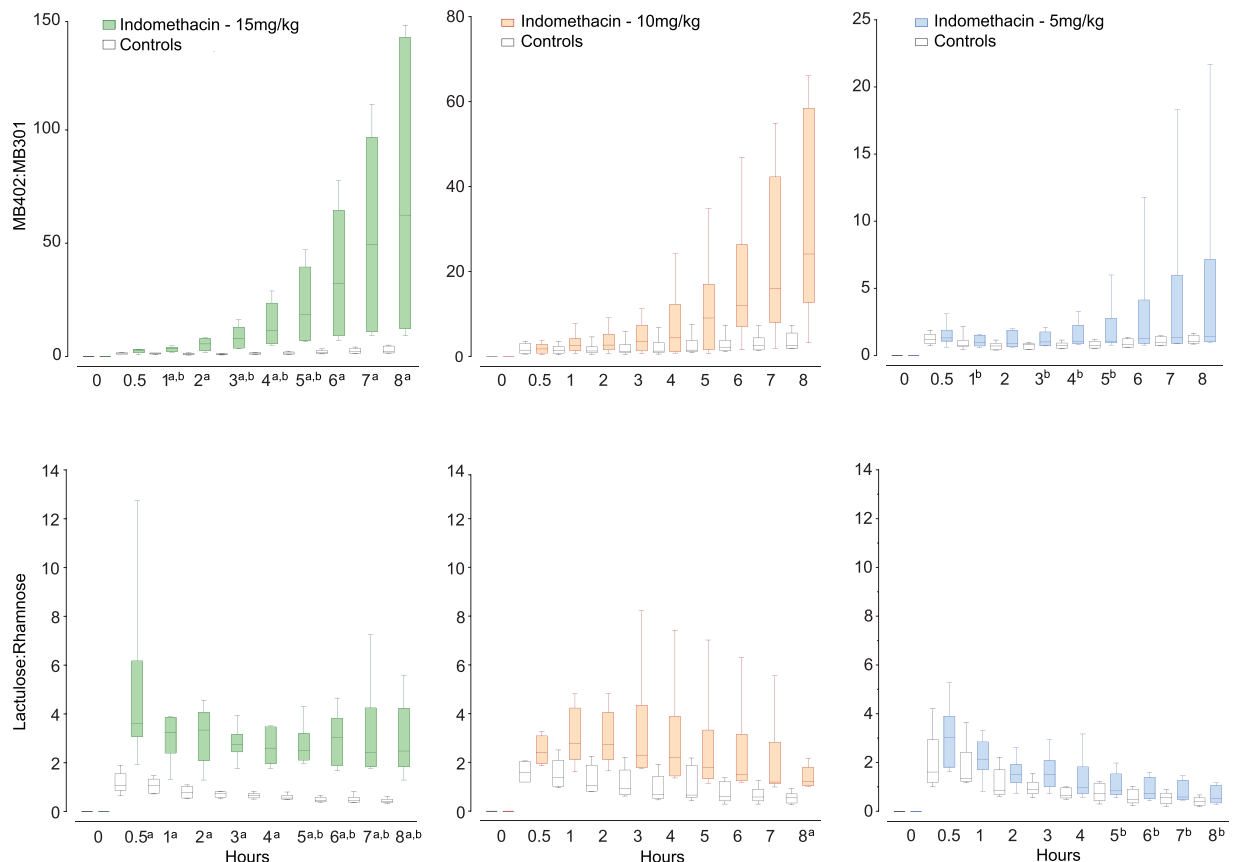 Indomethacin - 15mg/kg
Controls
150
100
50
0
MB402:MB301
0 0.5 1a,b 2a 3a,b 4a,b 5a,b 6a 7a 8a
Indomethacin - 10mg/kg
Controls
80
60
40
20
0
0 0.5 1 2 3 4 5 6 7 8
Indomethacin - 5mg/kg
Controls
25
20
15
10
5
0
0 0.5 1b 2 3b 4b 5b 6 7 8
14
12
10
8
6
4
2
0
Lactulose:Rhamnose
0 0.5a 1a 2a 3a 4a 5a,b 6a,b 7a,b 8a,b
Hours
14
12
10
8
6
4
2
0
0 0.5 1 2 3 4 5 6 7 8a
Hours
14
12
10
8
6
4
2
0
0 0.5 1 2 3 4 5b 6b 7b 8b
Hours